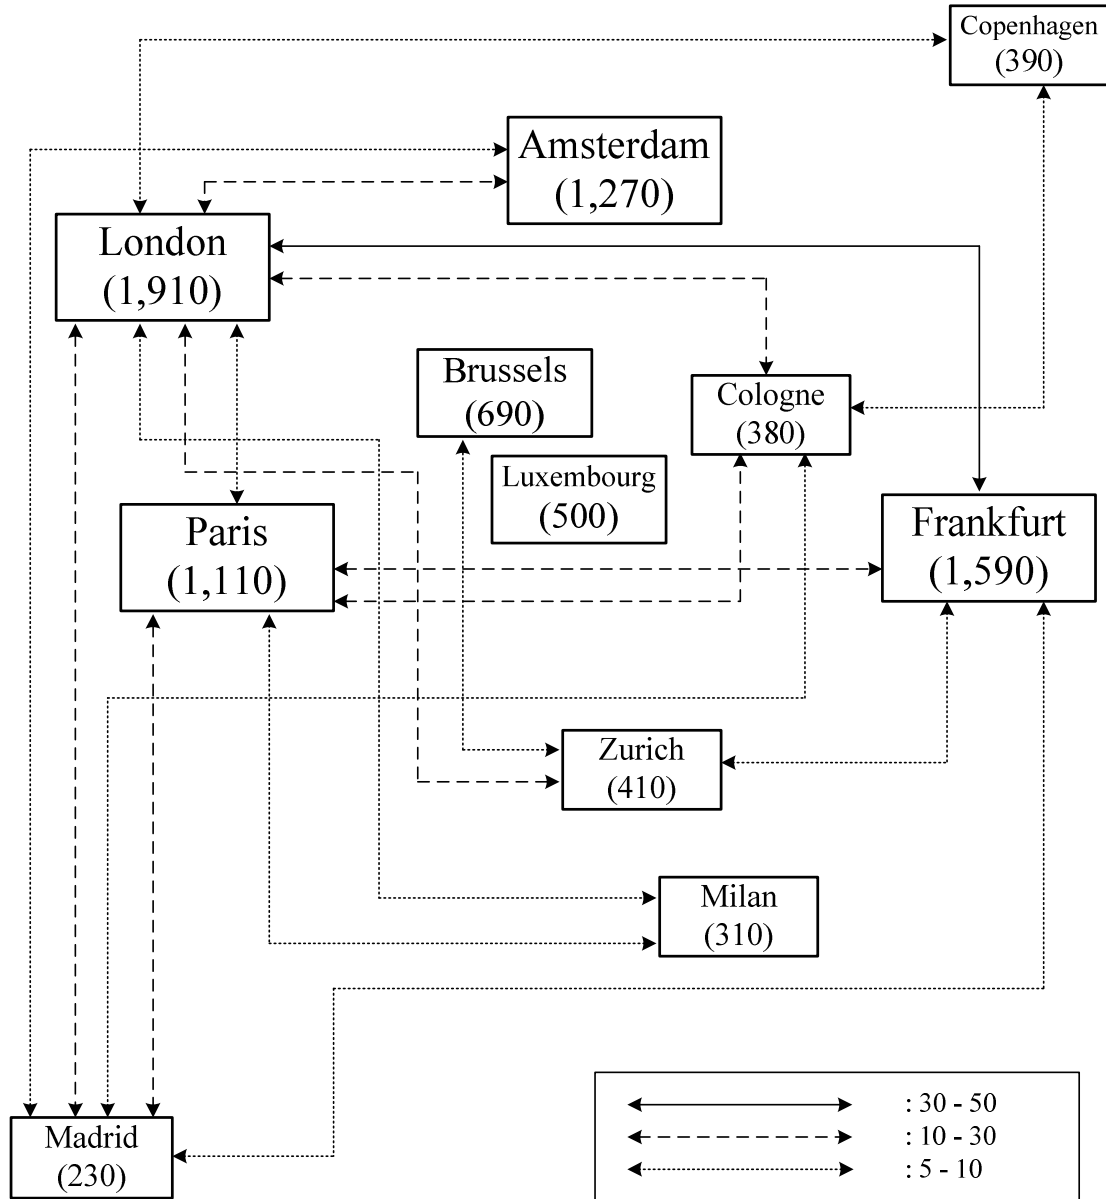 Copenhagen
(390)
Amsterdam
(1,270)
London
(1,910)
Brussels
(690)
Cologne
(380)
Luxembourg
(500)
Paris
(1,110)
Frankfurt
(1,590)
Zurich
(410)
Milan
(310)
Madrid
(230)
: 30 - 50
: 10 - 30
: 5 - 10